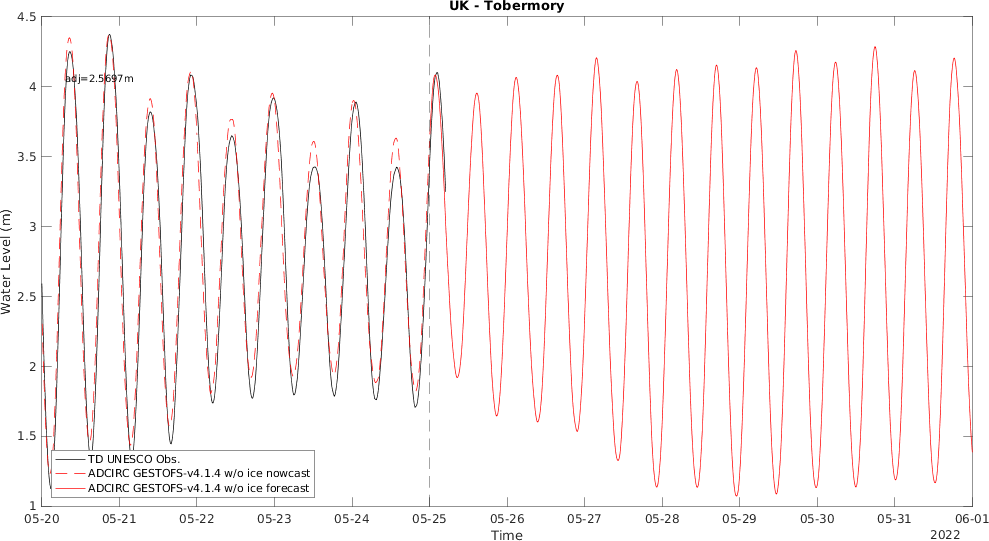 UK - Tobermory
4.5
4
3.5
3
2.5
2
1.5
1
Water Level (m)
adj=2.5697m
TD UNESCO Obs.
ADCIRC GESTOFS-v4.1.4 w/o ice nowcast
ADCIRC GESTOFS-v4.1.4 w/o ice forecast
05-20 05-21 05-22 05-23 05-24 05-25 05-26 05-27 05-28 05-29 05-30 05-31 06-01
Time
2022